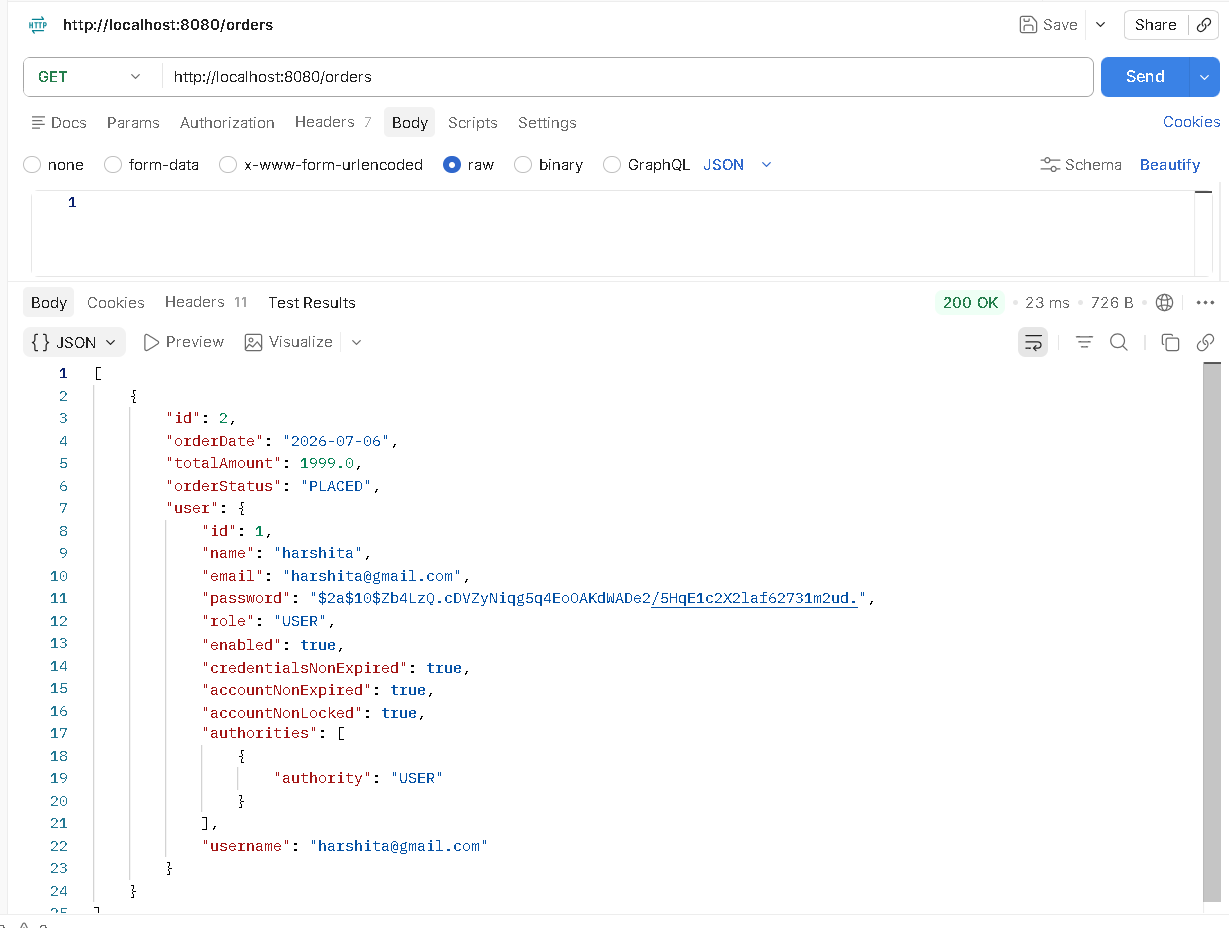 HTTP http://localhost:8080/orders Save Share
GET http://localhost:8080/orders Send
Docs Params Authorization Headers 7 Body Scripts Settings Cookies
none form-data x-www-form-urlencoded raw binary GraphQL JSON Schema Beautify
1
Body Cookies Headers 11 Test Results 200 OK • 23 ms • 726 B •
{} JSON Preview Visualize
1 [
2 {
3 "id": 2,
4 "orderDate": "2026-07-06",
5 "totalAmount": 1999.0,
6 "orderStatus": "PLACED",
7 "user": {
8 "id": 1,
9 "name": "harshita",
10 "email": "harshita@gmail.com",
11 "password": "$2a$10$Zb4LzQ.cDVZyNiqg5q4EoOAKdWADe2/5HqE1c2X2laf62731m2ud.",
12 "role": "USER",
13 "enabled": true,
14 "credentialsNonExpired": true,
15 "accountNonExpired": true,
16 "accountNonLocked": true,
17 "authorities": [
18 {
19 "authority": "USER"
20 }
21 ],
22 "username": "harshita@gmail.com"
23 }
24 }
25 ]